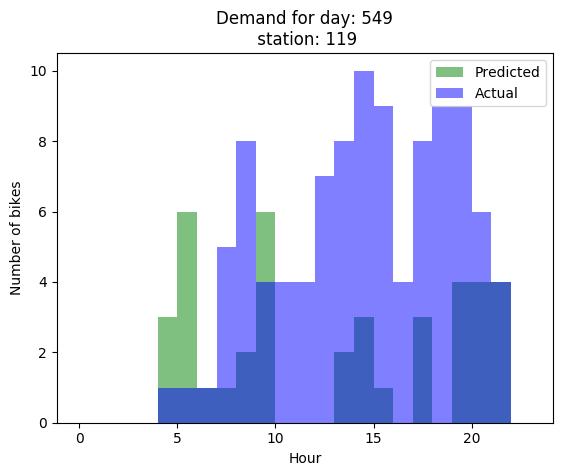 Demand for day: 549
station: 119
Predicted
Actual
Number of bikes
10
8
6
4
2
0
0 5 10 15 20
Hour